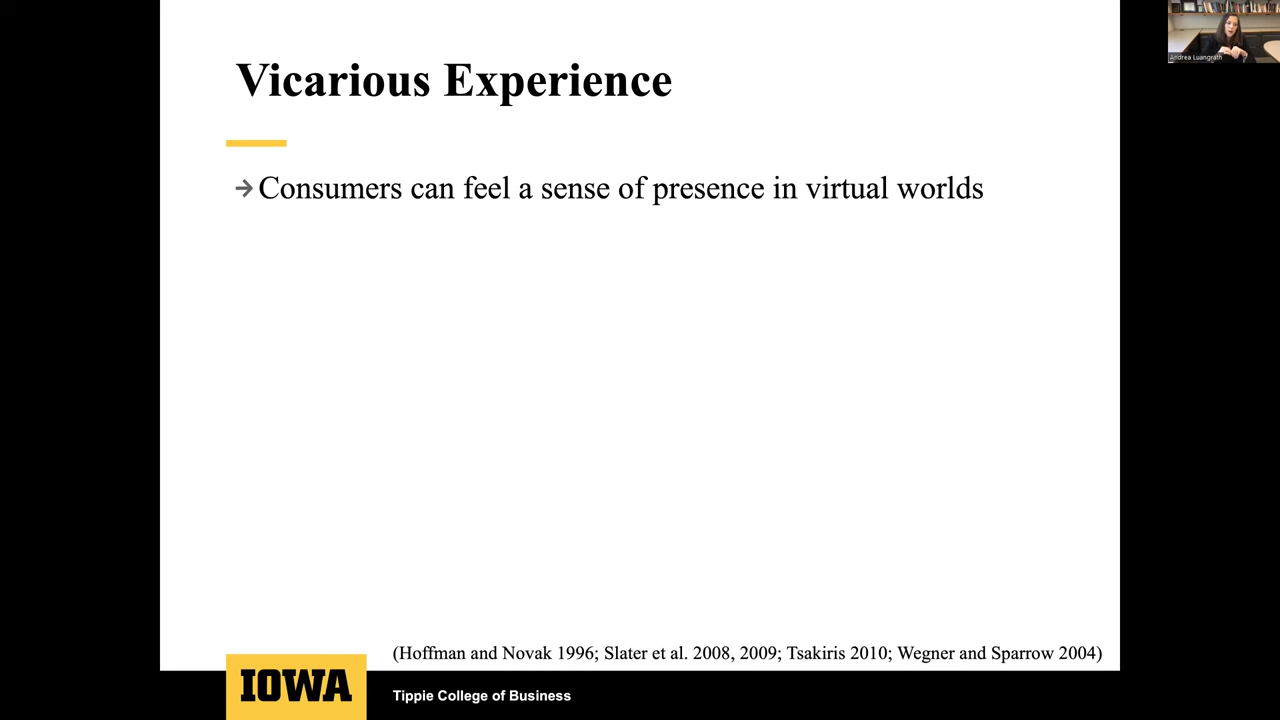 Vicarious Experience
→Consumers can feel a sense of presence in virtual worlds
(Hoffman and Novak 1996; Slater et al. 2008, 2009; Tsakiris 2010; Wegner and Sparrow 2004)
IOWA
Tippie College of Business
Andrea Luangrath